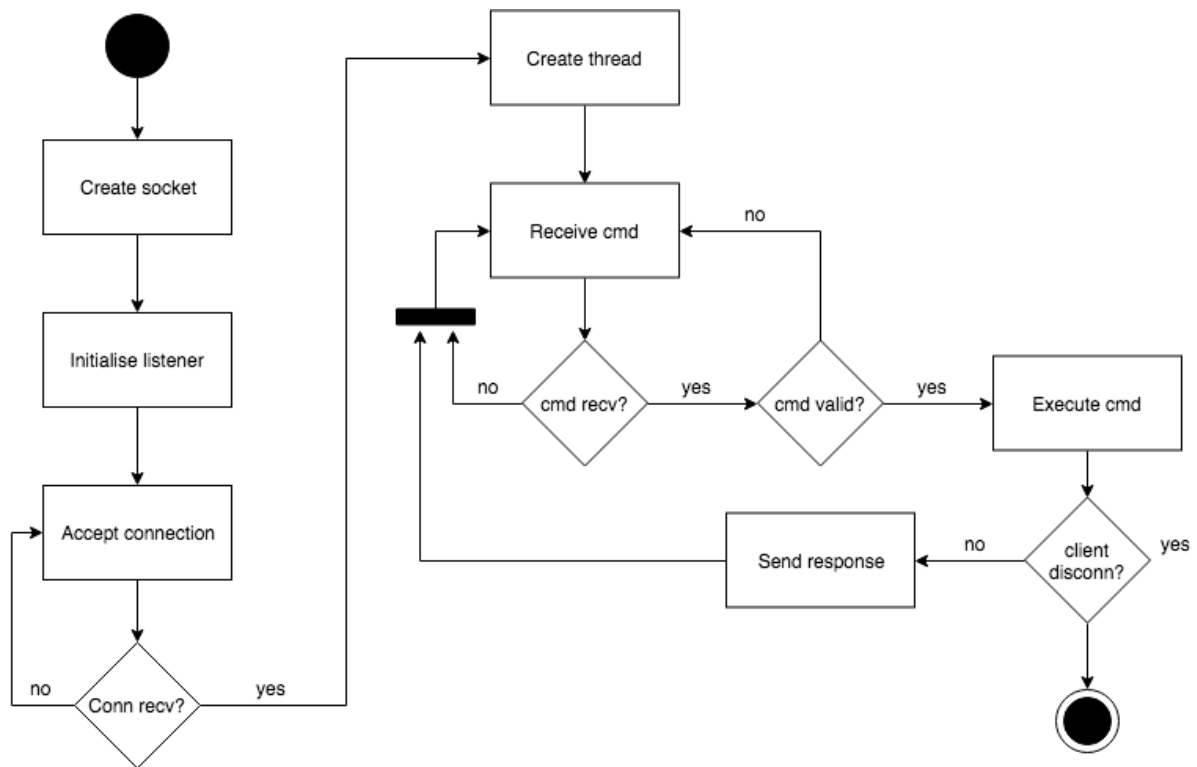 Create thread
Create socket
Receive cmd
no
Initialise listener
no
cmd recv?
yes
cmd valid?
yes
Execute cmd
Accept connection
Send response
no
client
disconn?
yes
no
Conn recv?
yes